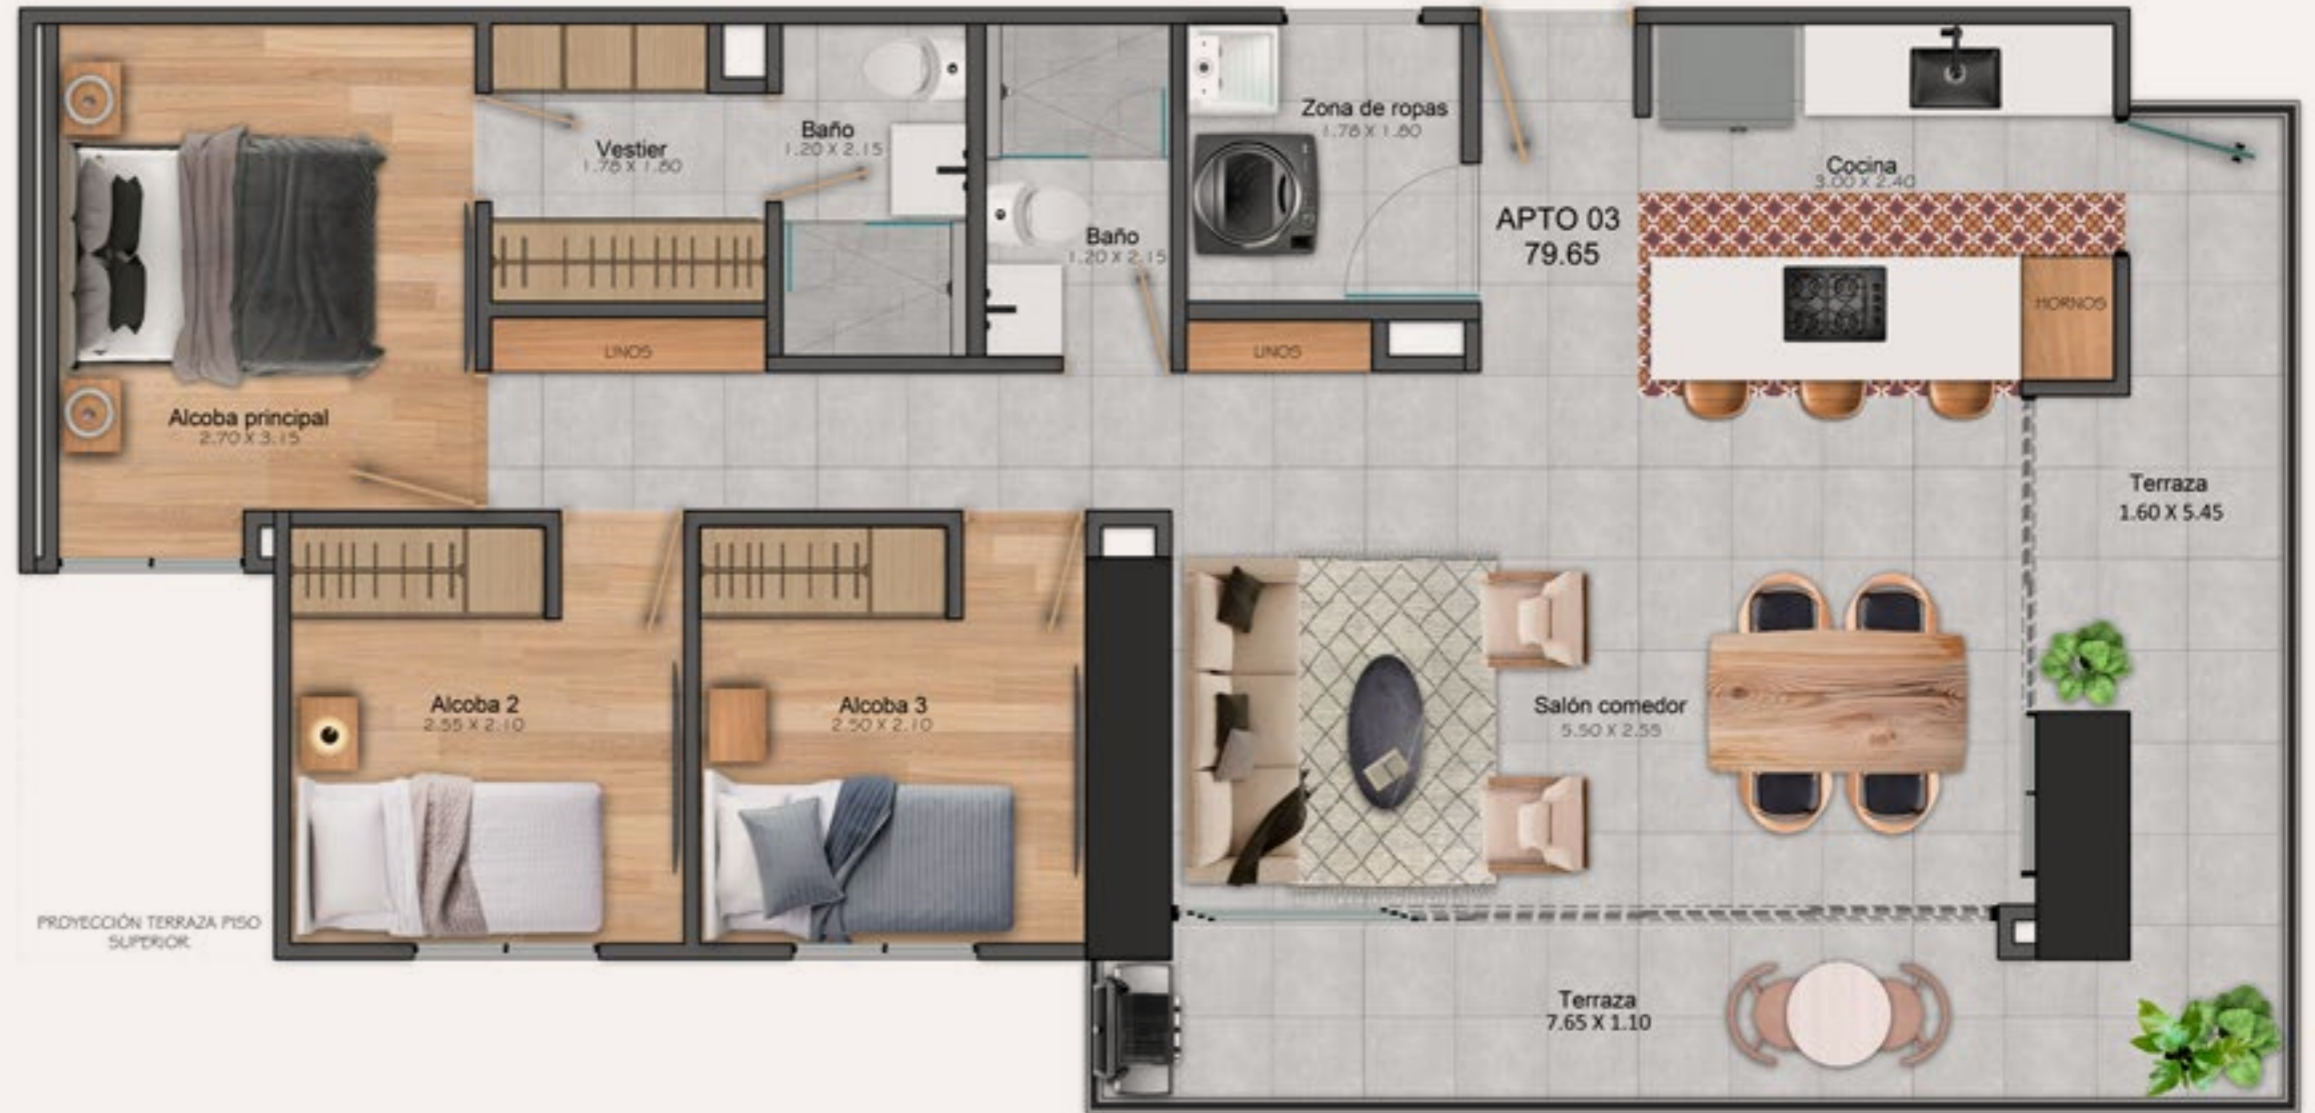 Zona de ropas
1.78 X 1.80
Vestier
1.78 X 1.80
Baño
1.20 X 2.15
Cocina
3.00 X 2.40
APTO 03
79.65
Baño
1.20 X 2.15
HORNOS
LINOS
LINOS
Alcoba principal
2.70 X 3.15
Terraza
1.60 X 5.45
Alcoba 2
2.55 X 2.10
Alcoba 3
2.50 X 2.10
Salón comedor
5.50 X 2.55
PROYECCIÓN TERRAZA PISO
SUPERIOR
Terraza
7.65 X 1.10